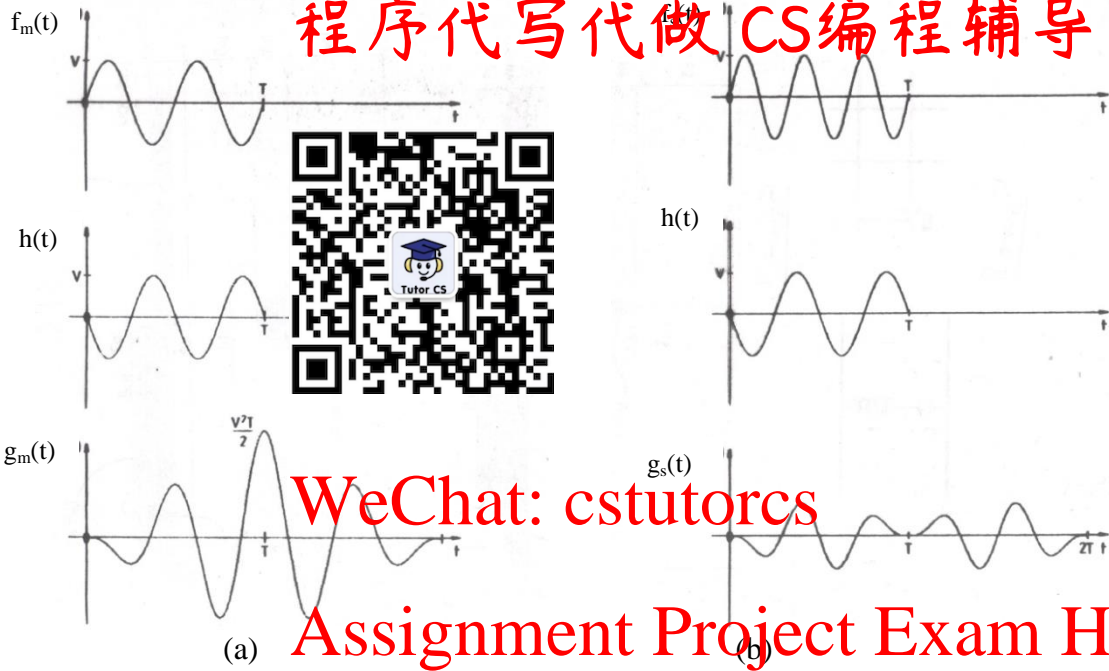 程序代写代做 CS编程辅导
fm(t)
V
T
t
V
T
t
h(t)
V
T
Tutor CS
h(t)
V
T
t
gm(t)
V²T
2
T
t
gs(t)
T
2T t
WeChat: cstutorcs
(a)
(b)
Assignment Project Exam H